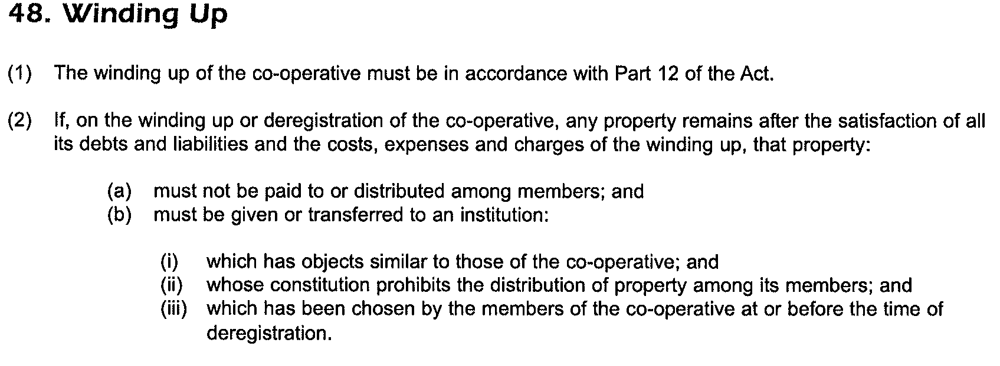 48. Winding Up
(1) The winding up of the co-operative must be in accordance with Part 12 of the Act.
(2) If, on the winding up or deregistration of the co-operative, any property remains after the satisfaction of all
its debts and liabilities and the costs, expenses and charges of the winding up, that property:
(a) must not be paid to or distributed among members; and
(b) must be given or transferred to an institution:
(i) which has objects similar to those of the co-operative; and
(ii) whose constitution prohibits the distribution of property among its members; and
(iii) which has been chosen by the members of the co-operative at or before the time of
deregistration.